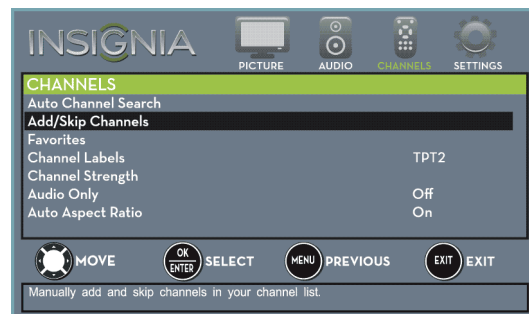 INSIGNIA
PICTURE AUDIO CHANNELS SETTINGS
CHANNELS
Auto Channel Search
Add/Skip Channels
Favorites
Channel Labels TPT2
Channel Strength
Audio Only Off
Auto Aspect Ratio On
MOVE OK ENTER SELECT MENU PREVIOUS EXIT EXIT
Manually add and skip channels in your channel list.